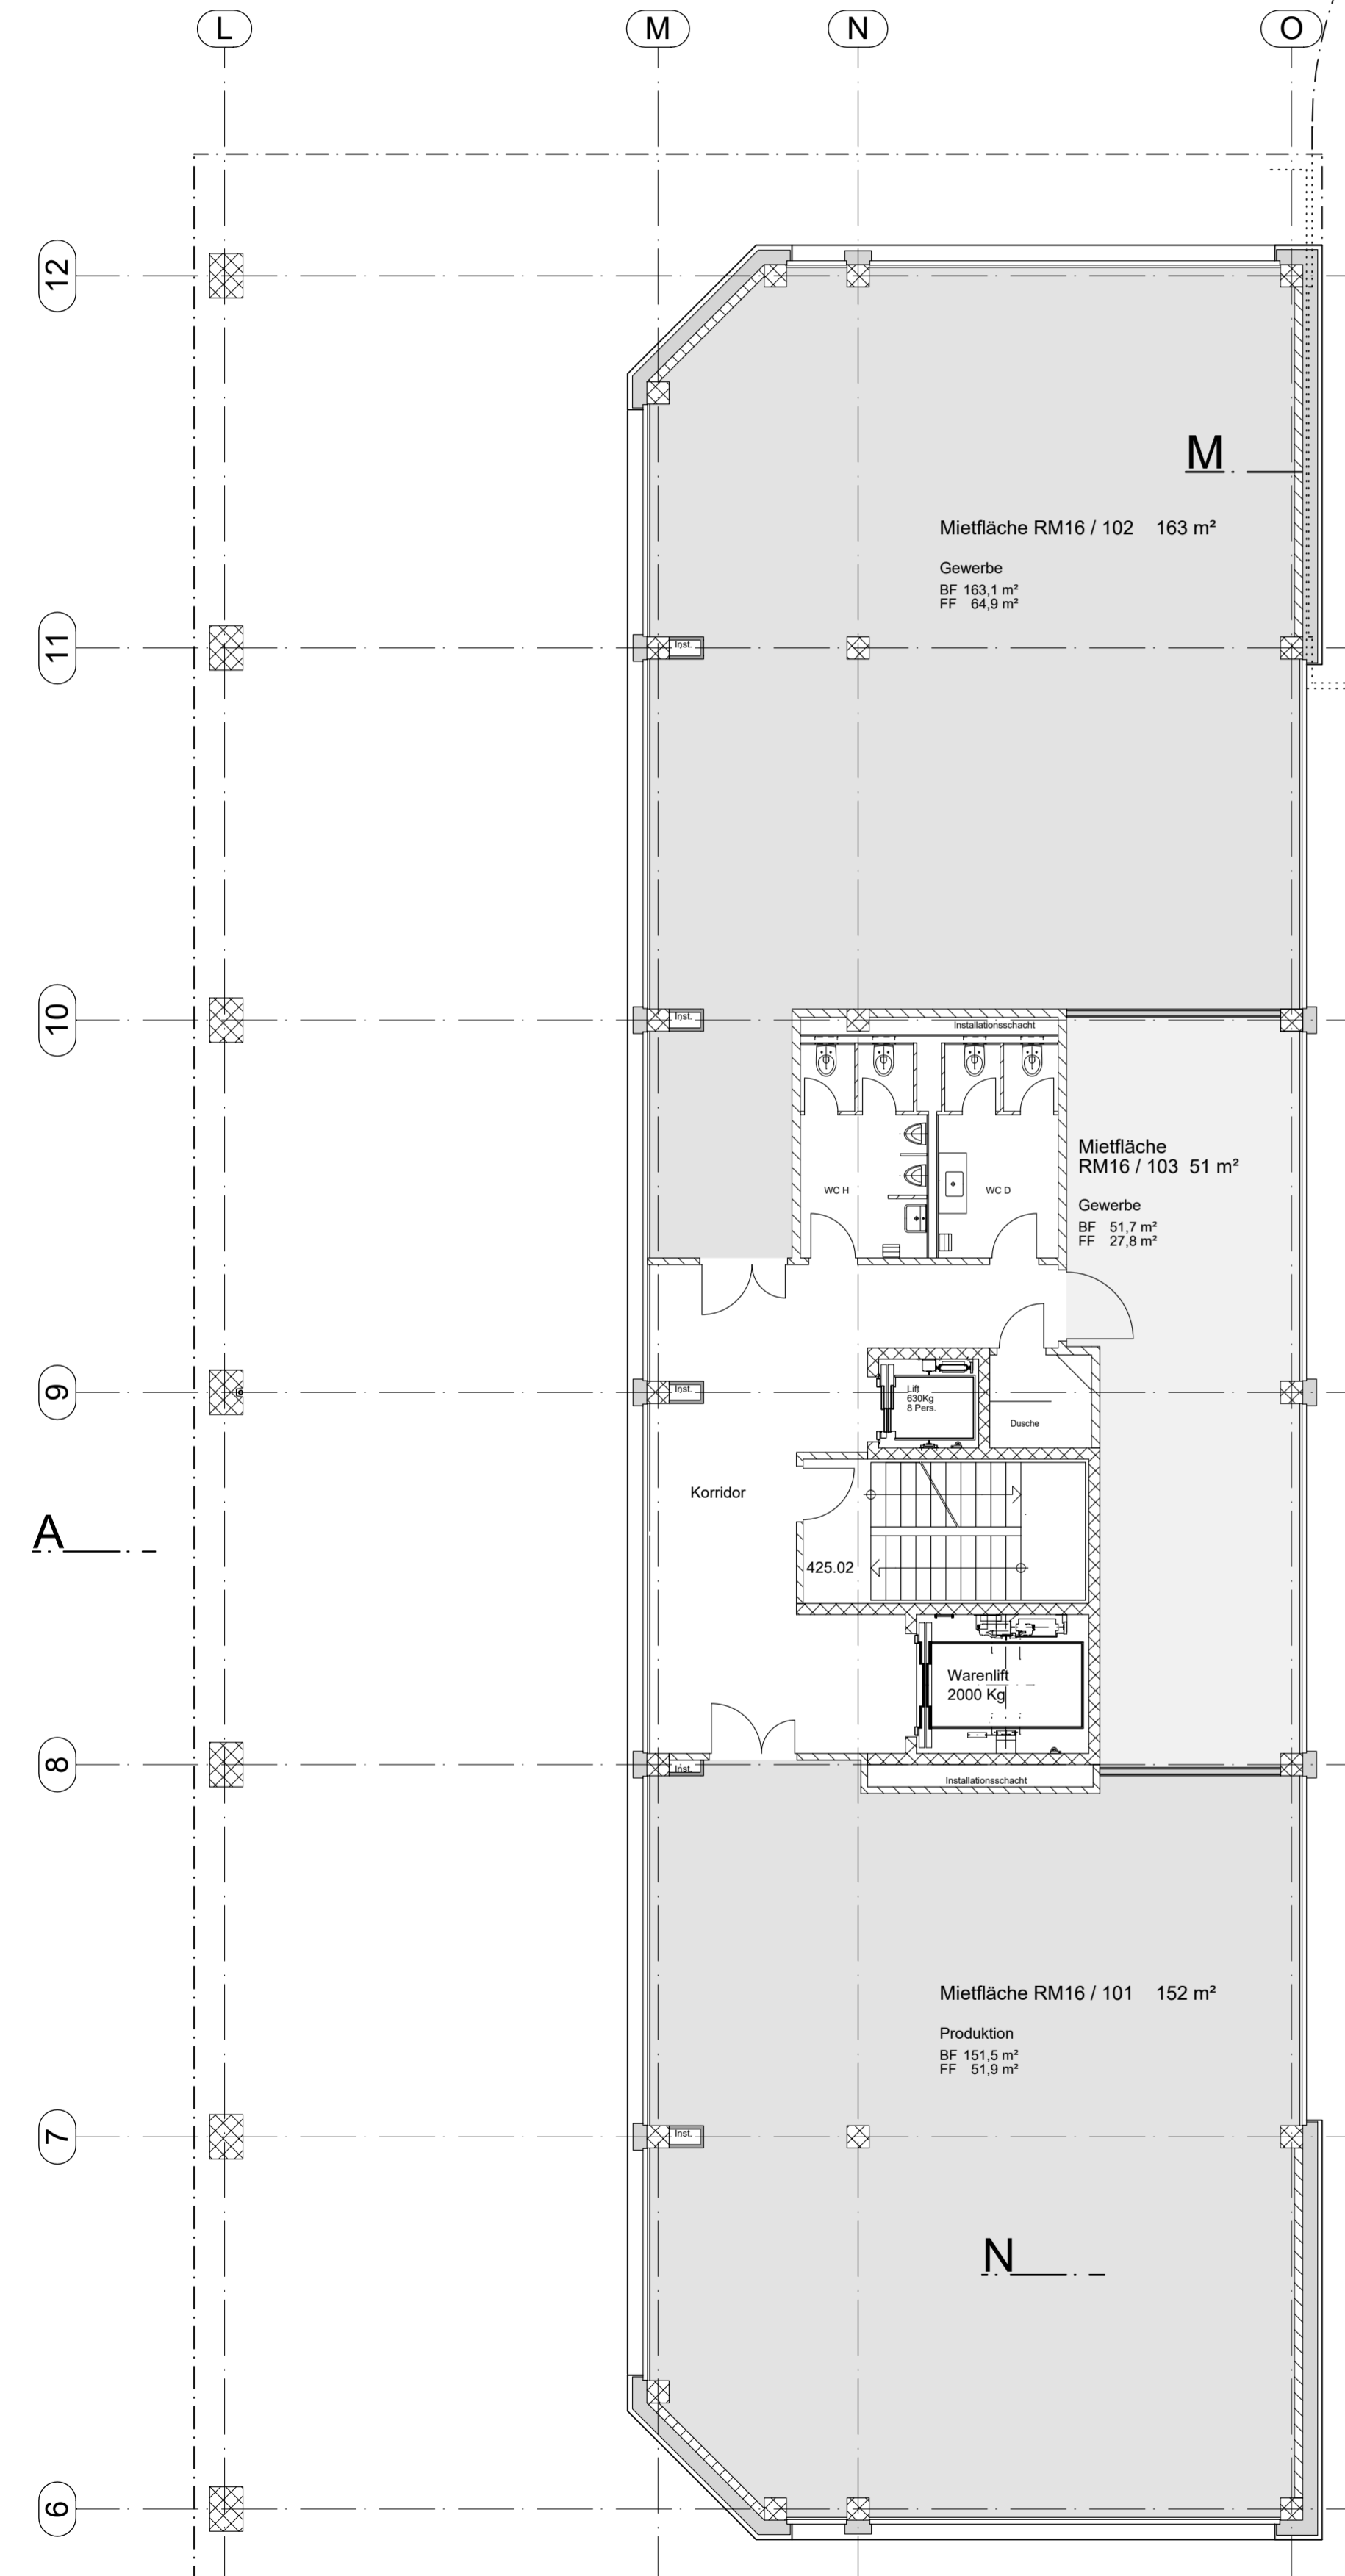 L M N O
12
Mietfläche RM16 / 102 163 m²
M
Gewerbe
BF 163,1 m²
FF 64,9 m²
11
Inst.
10
Inst.
Installationsschacht
WC H
WC D
Mietfläche
RM16 / 103 51 m²
Gewerbe
BF 51,7 m²
FF 27,8 m²
9
Inst.
Lift
630Kg
8 Pers.
Dusche
Korridor
A
425.02
Warenlift
2000 Kg
8
Inst.
Installationsschacht
Mietfläche RM16 / 101 152 m²
Produktion
BF 151,5 m²
FF 51,9 m²
7
Inst.
N
6